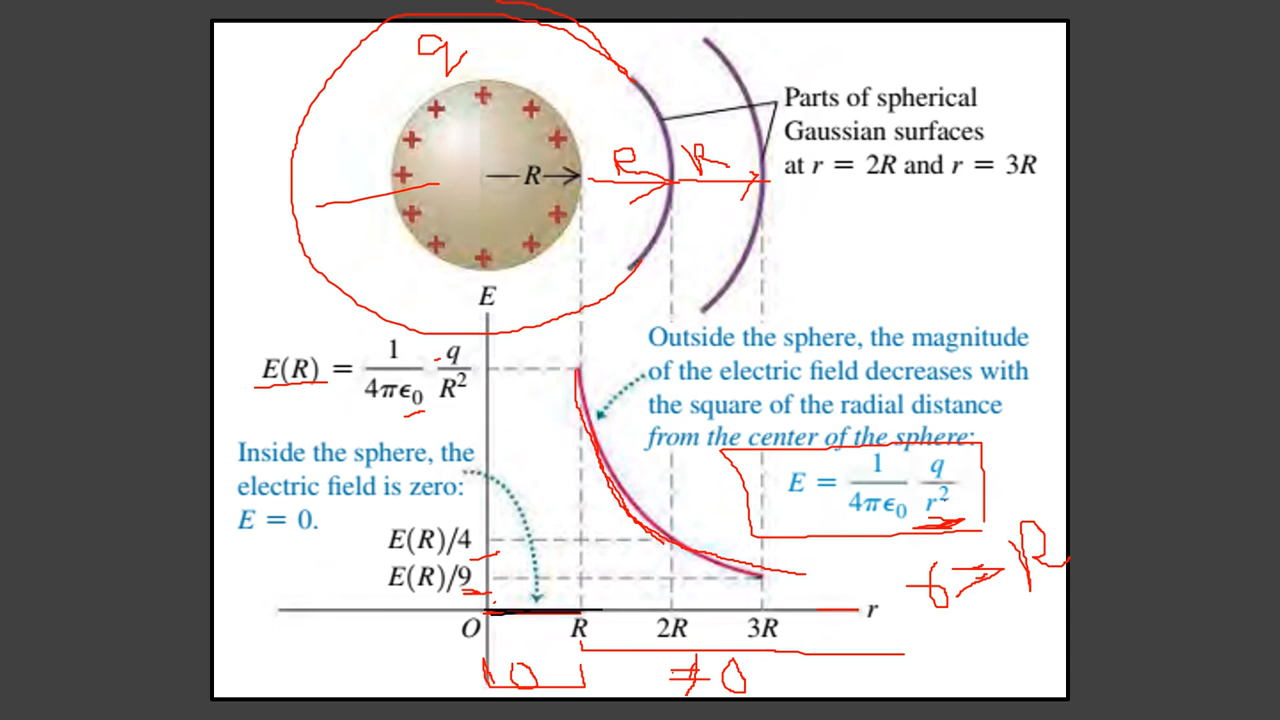 q
+ + + + + + + + + + + +
R
R R
Parts of spherical
Gaussian surfaces
at r = 2R and r = 3R
E
E(R) = 1/4πϵ₀ q/R²
Outside the sphere, the magnitude
of the electric field decreases with
the square of the radial distance
from the center of the sphere:
E = 1/4πϵ₀ q/r²
Inside the sphere, the
electric field is zero:
E = 0.
E(R)/4
E(R)/9
O R 2R 3R r
0 ≠0